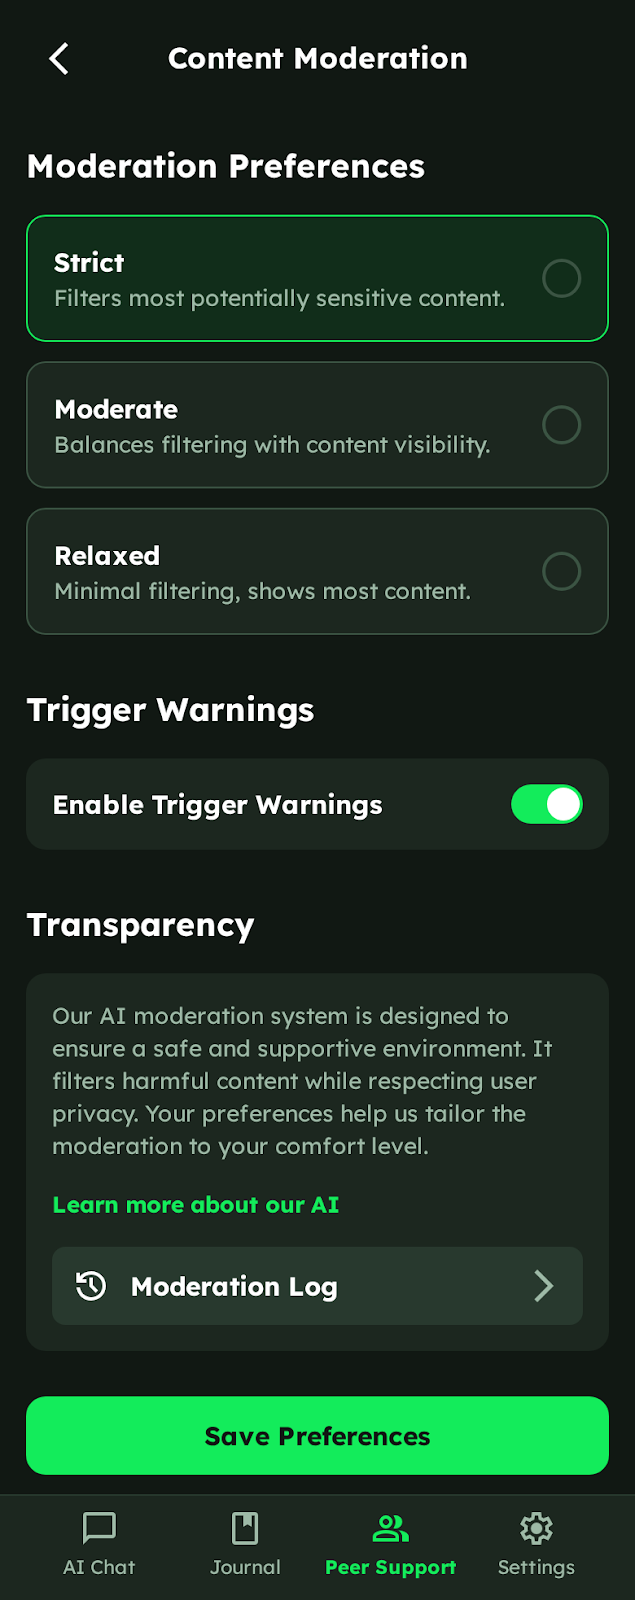 Content Moderation
Moderation Preferences
Strict
Filters most potentially sensitive content.
Moderate
Balances filtering with content visibility.
Relaxed
Minimal filtering, shows most content.
Trigger Warnings
Enable Trigger Warnings
Transparency
Our AI moderation system is designed to
ensure a safe and supportive environment. It
filters harmful content while respecting user
privacy. Your preferences help us tailor the
moderation to your comfort level.
Learn more about our AI
Moderation Log
Save Preferences
AI Chat
Journal
Peer Support
Settings